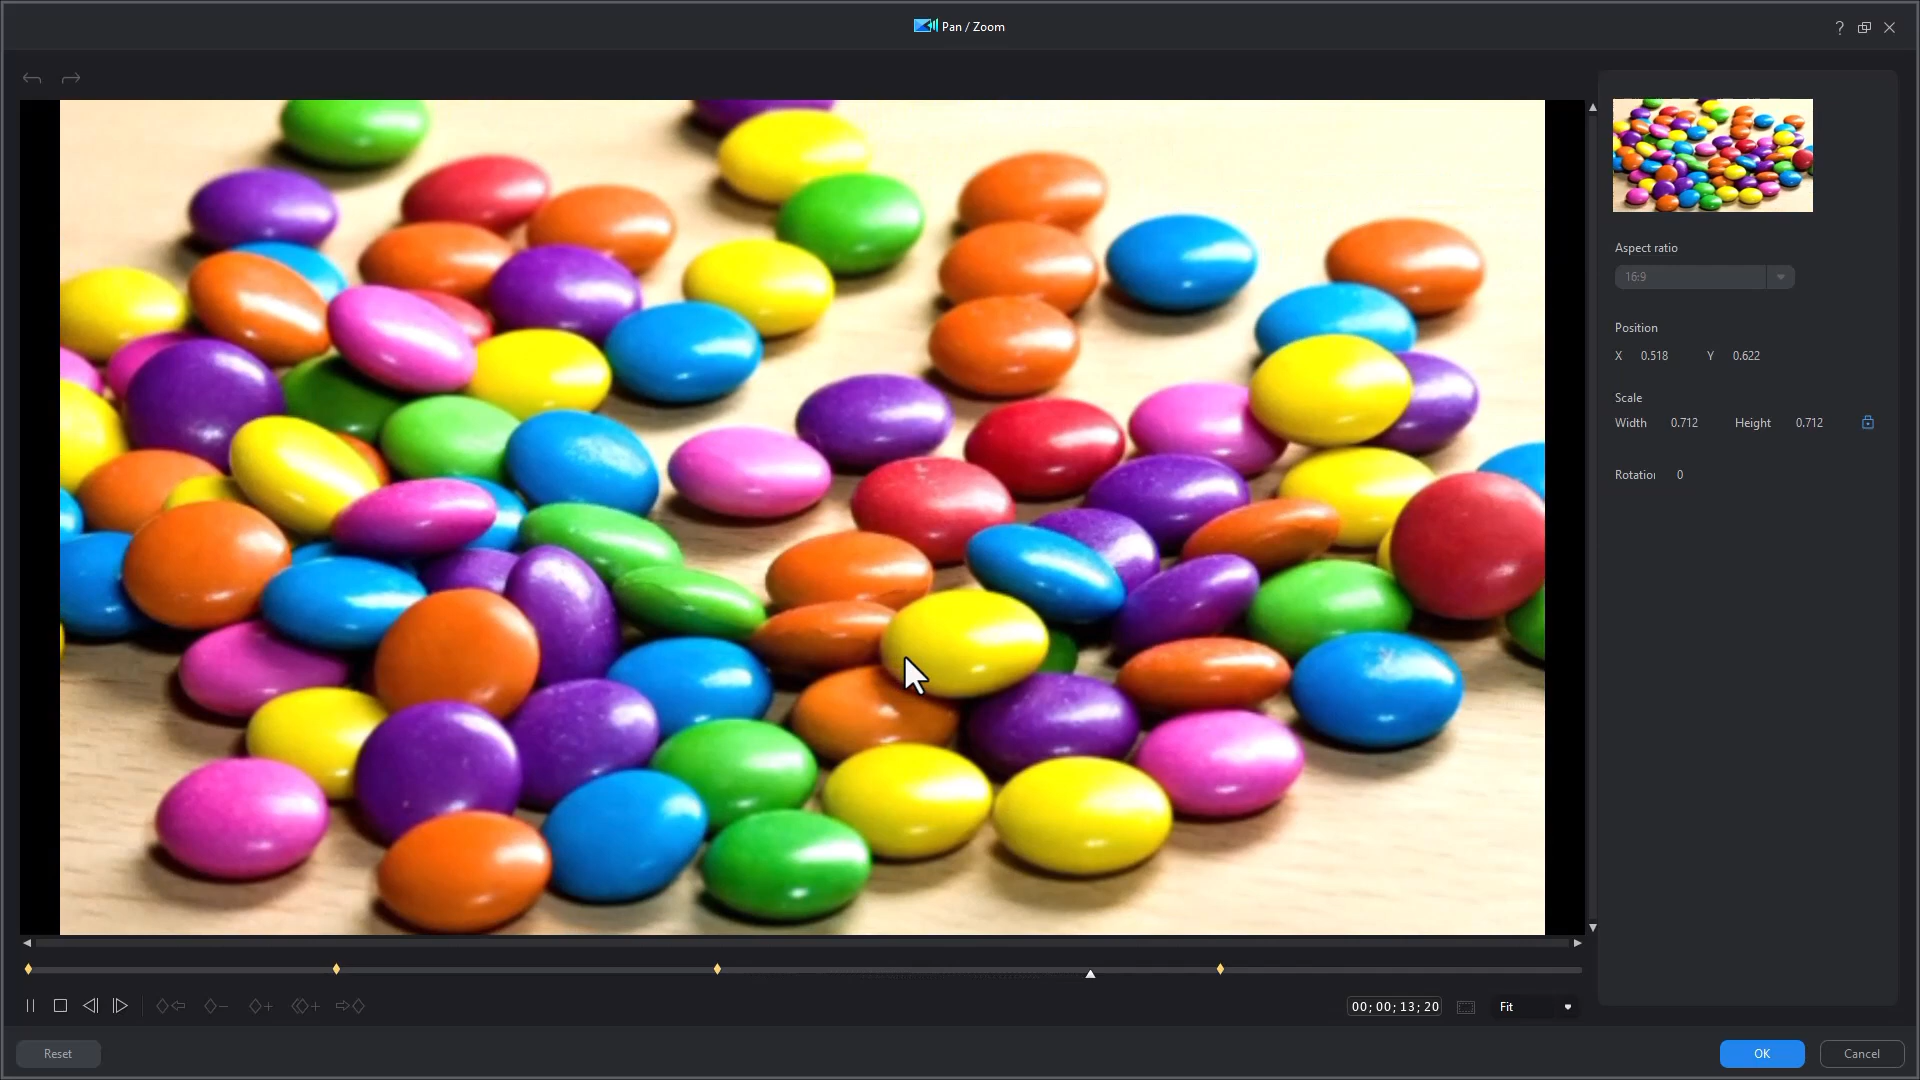 Pan / Zoom
?
Aspect ratio
16:9
Position
X 0.518 Y 0.622
Scale
Width 0.712 Height 0.712
Rotatio 0
00; 00; 13; 20
Fit
Reset
OK
Cancel